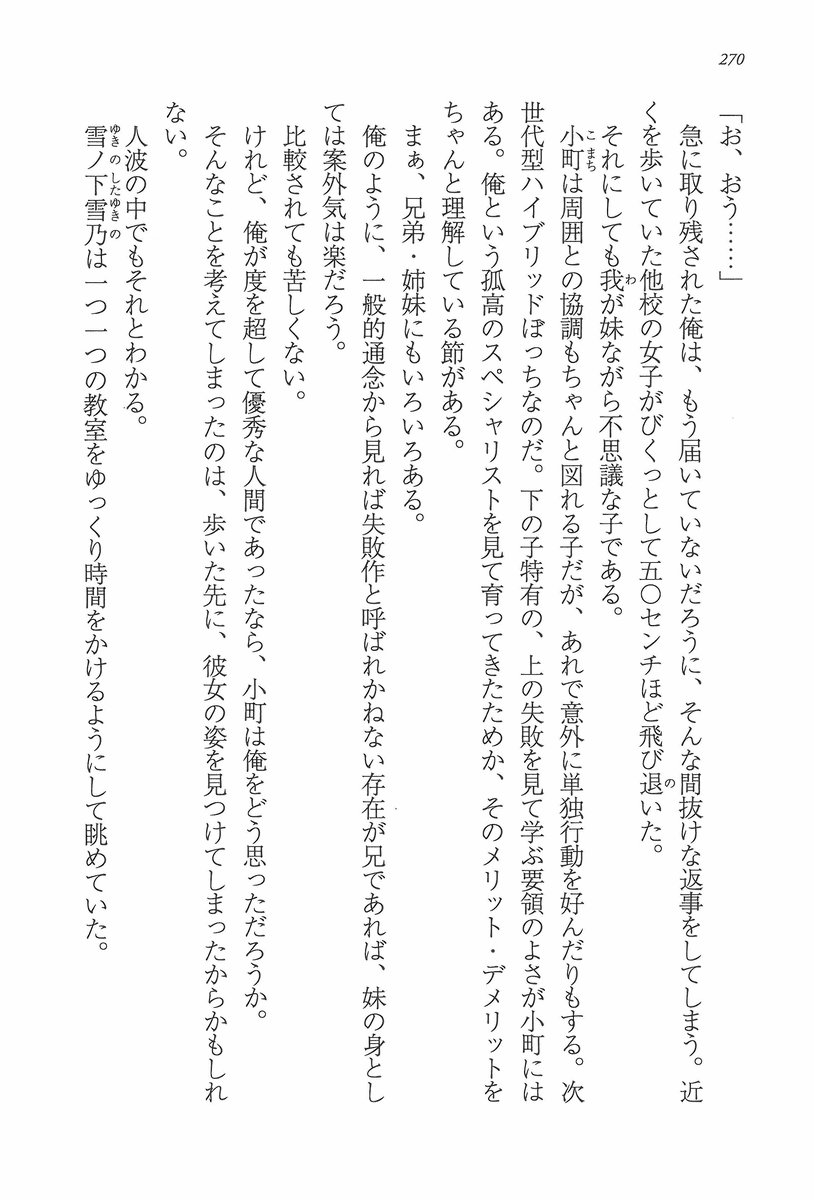 270
「お、おう……」
急に取り残された俺は、もう届いていないだろうに、そんな間抜けな返事をしてしまう。近
くを歩いていた他校の女子がびくっとして五〇センチほど飛び退いた。
それにしても我が妹ながら不思議な子である。
小町は周囲との協調もちゃんと図れる子だが、あれで意外に単独行動を好んだりもする。次
世代型ハイブリッドぼっちなのだ。下の子特有の、上の失敗を見て学ぶ要領のよさが小町には
ある。俺という孤高のスペシャリストを見て育ってきたためか、そのメリット・デメリットを
ちゃんと理解している節がある。
まぁ、兄弟・姉妹にもいろいろある。
俺のように、一般的通念から見れば失敗作と呼ばれかねない存在が兄であれば、妹の身とし
ては案外気は楽だろう。
比較されても苦しくない。
けれど、俺が度を超して優秀な人間であったなら、小町は俺をどう思っただろうか。
そんなことを考えてしまったのは、歩いた先に、彼女の姿を見つけてしまったからかもしれ
ない。
人波の中でもそれとわかる。
雪ノ下雪乃は一つ一つの教室をゆっくり時間をかけるようにして眺めていた。